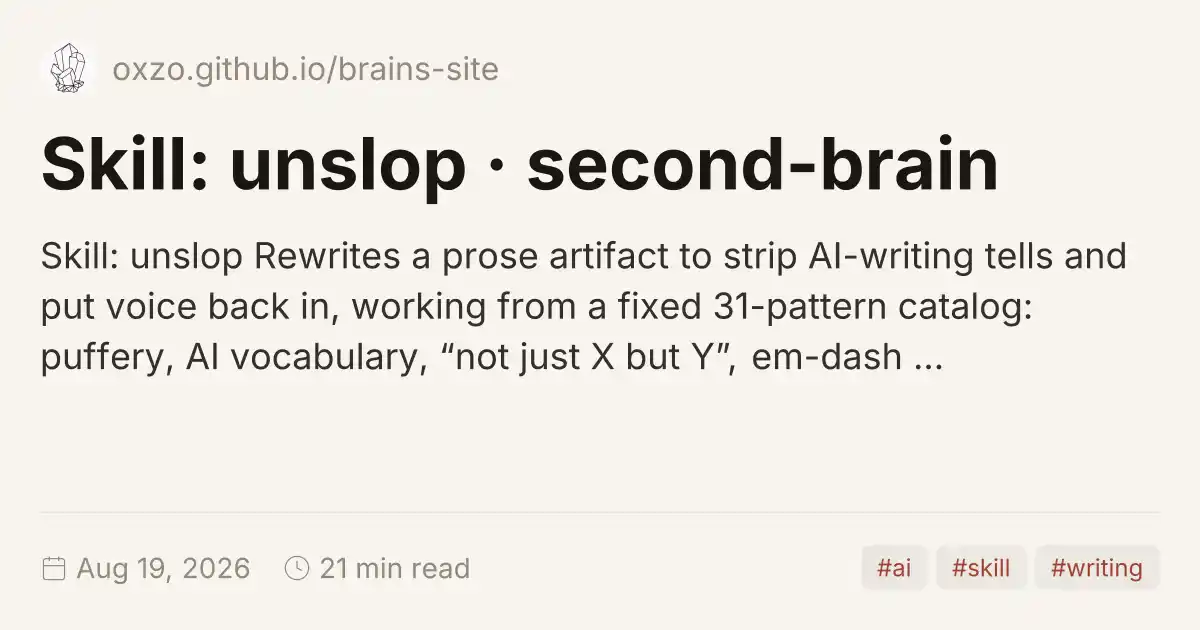 oxzo.github.io/brains-site
Skill: unslop · second-brain
Skill: unslop Rewrites a prose artifact to strip AI-writing tells and
put voice back in, working from a fixed 31-pattern catalog:
puffery, AI vocabulary, “not just X but Y”, em-dash ...
Aug 19, 2026 21 min read #ai #skill #writing